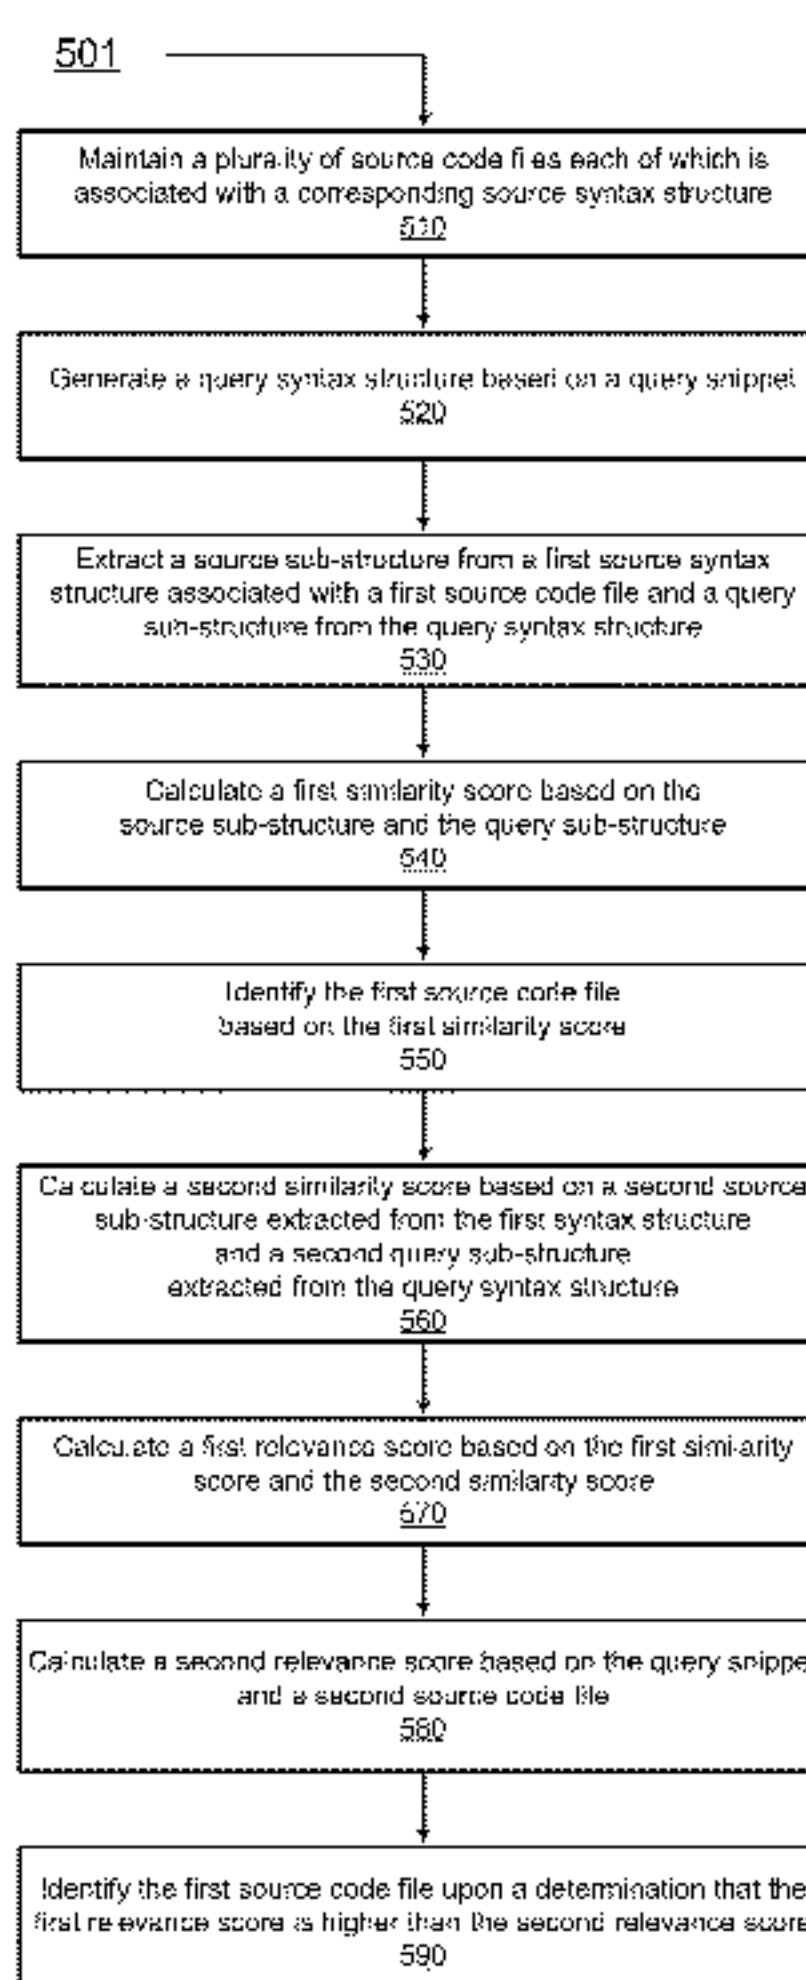 501
Maintain a plurality of source code files each of which is
associated with a corresponding source syntax structure
510
Generate a query syntax structure based on a query snippet
520
Extract a source sub-structure from a first source syntax
structure associated with a first source code file and a query
sub-structure from the query syntax structure
530
Calculate a first similarity score based on the
source sub-structure and the query sub-structure
540
Identify the first source code file
based on the first similarity score
550
Calculate a second similarity score based on a second source
sub-structure extracted from the first syntax structure
and a second query sub-structure
extracted from the query syntax structure
560
Calculate a first relevance score based on the first similarity
score and the second similarity score
570
Calculate a second relevance score based on the query snippe
and a second source code file
580
Identify the first source code file upon a determination that the
first relevance score is higher than the second relevance score
590